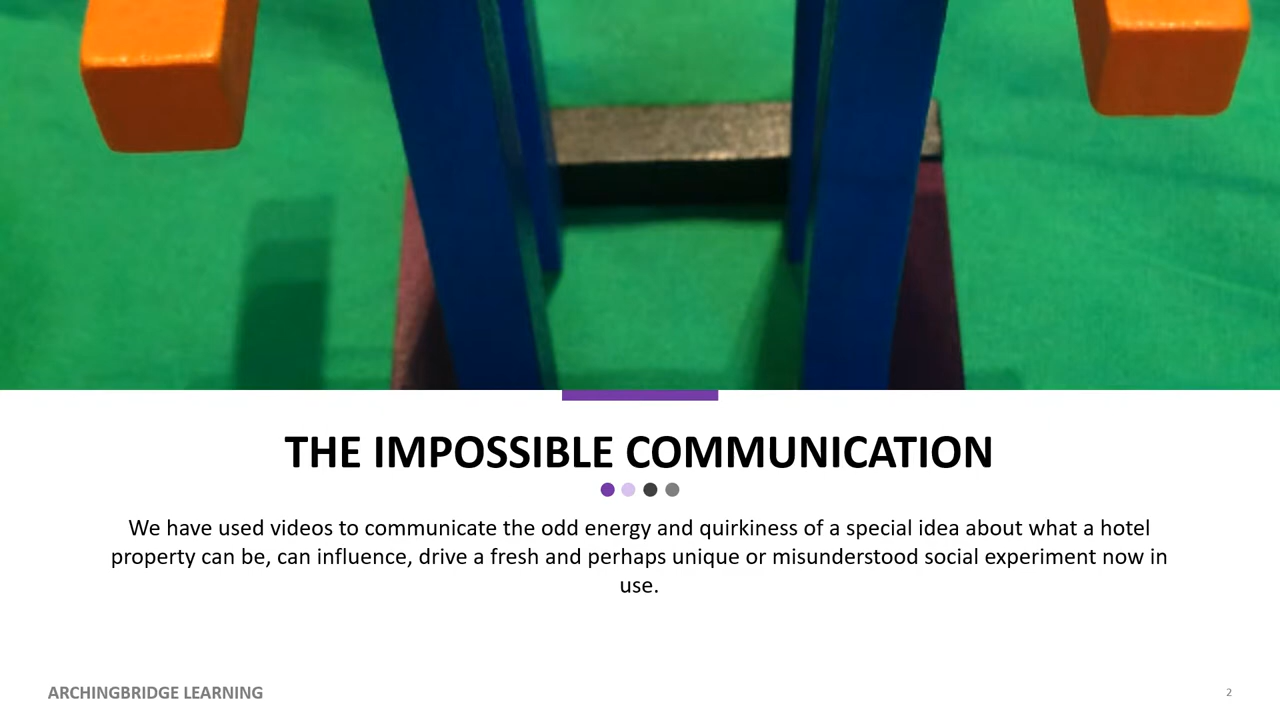 THE IMPOSSIBLE COMMUNICATION
We have used videos to communicate the odd energy and quirkiness of a special idea about what a hotel
property can be, can influence, drive a fresh and perhaps unique or misunderstood social experiment now in
use.
ARCHINGBRIDGE LEARNING
2